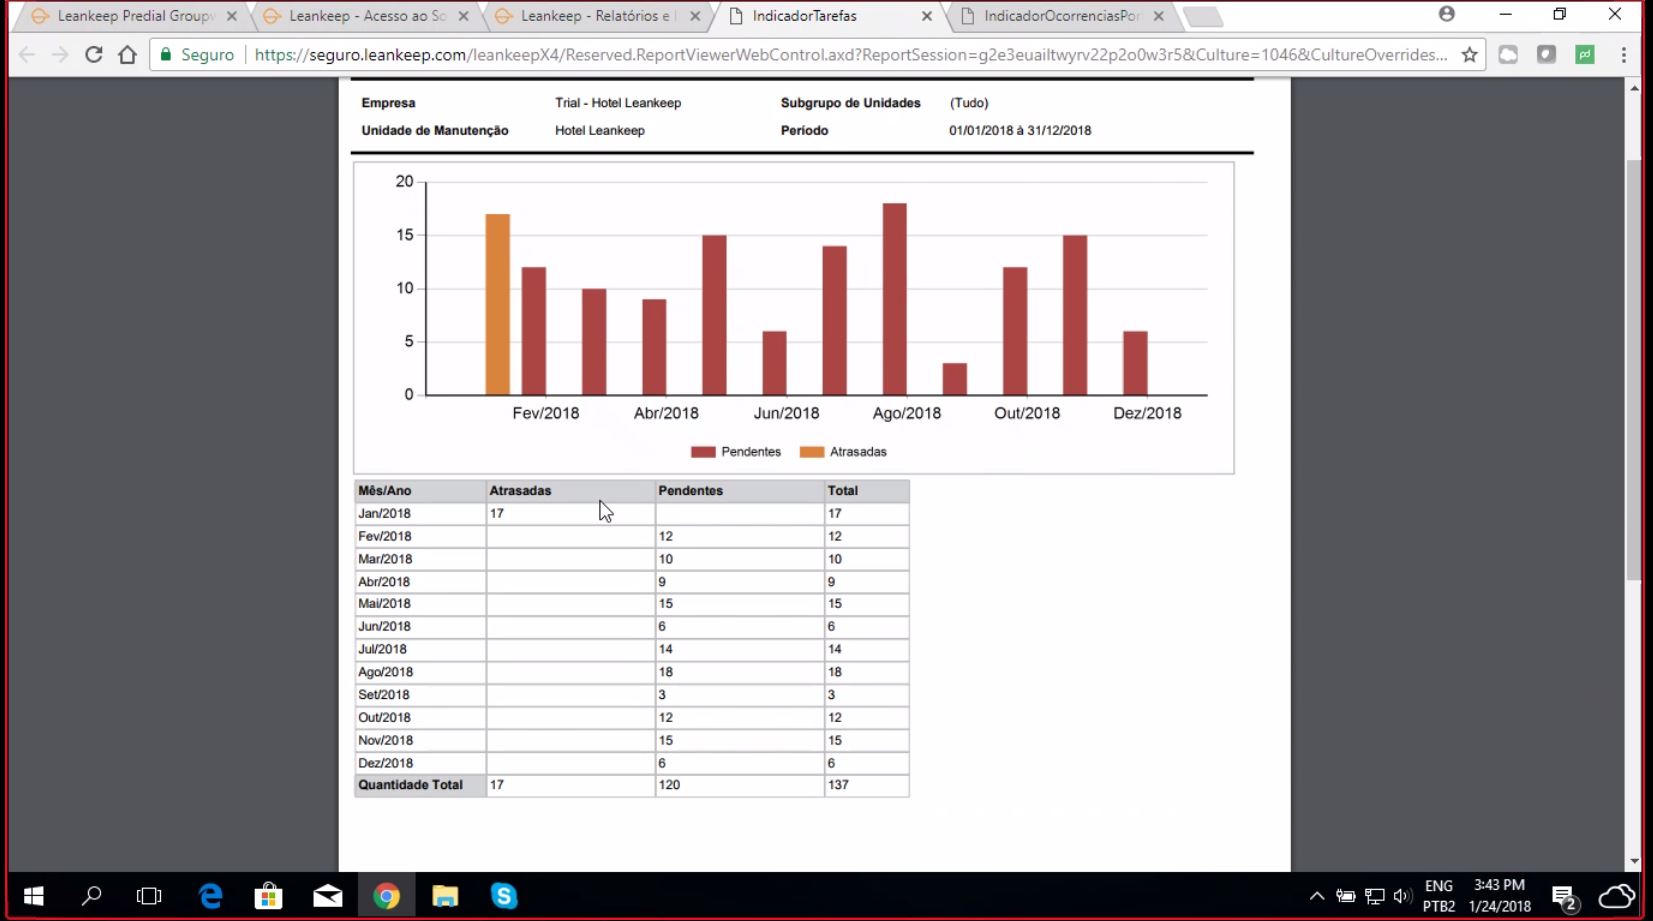 Leankeep Predial Groupw
Leankeep - Acesso ao So
Leankeep - Relatórios e I
IndicadorTarefas
IndicadorOcorrenciasPor
Seguro
https://seguro.leankeep.com/leankeepX4/Reserved.ReportViewerWebControl.axd?ReportSession=g2e3euailtwyrv22p2o0w3r5&Culture=1046&CultureOverrides...
Empresa Trial - Hotel Leankeep Subgrupo de Unidades (Tudo)
Unidade de Manutenção Hotel Leankeep Período 01/01/2018 à 31/12/2018
20
15
10
5
0
Fev/2018 Abr/2018 Jun/2018 Ago/2018 Out/2018 Dez/2018
Pendentes Atrasadas
Mês/Ano Atrasadas Pendentes Total
Jan/2018 17 17
Fev/2018 12 12
Mar/2018 10 10
Abr/2018 9 9
Mai/2018 15 15
Jun/2018 6 6
Jul/2018 14 14
Ago/2018 18 18
Set/2018 3 3
Out/2018 12 12
Nov/2018 15 15
Dez/2018 6 6
Quantidade Total 17 120 137
ENG 3:43 PM
PTB2 1/24/2018
2